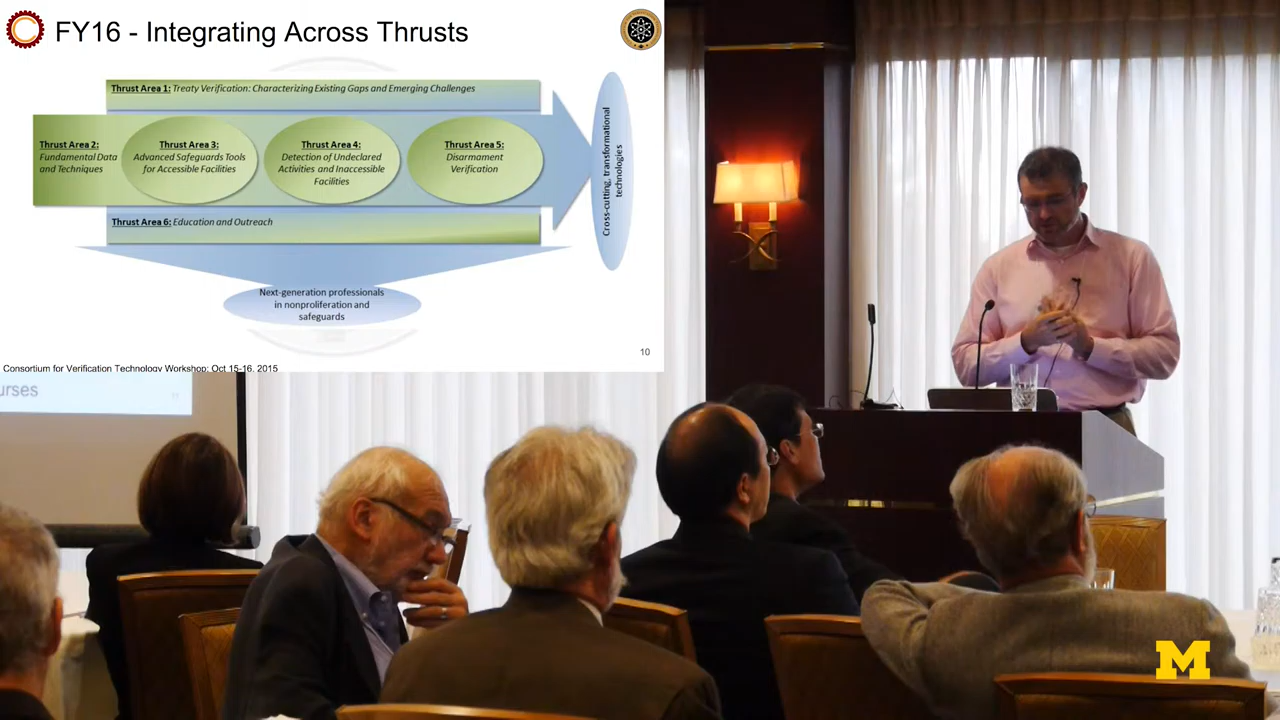 FY16 - Integrating Across Thrusts
Thrust Area 1: Treaty Verification: Characterizing Existing Gaps and Emerging Challenges
Thrust Area 2:
Fundamental Data
and Techniques
Thrust Area 3:
Advanced Safeguards Tools
for Accessible Facilities
Thrust Area 4:
Detection of Undeclared
Activities and Inaccessible
Facilities
Thrust Area 5:
Disarmament
Verification
Cross-cutting, transformational
technologies
Thrust Area 6: Education and Outreach
Next-generation professionals
in nonproliferation and
safeguards
10
Consortium for Verification Technology Workshop: Oct 15-16, 2015
urses
M